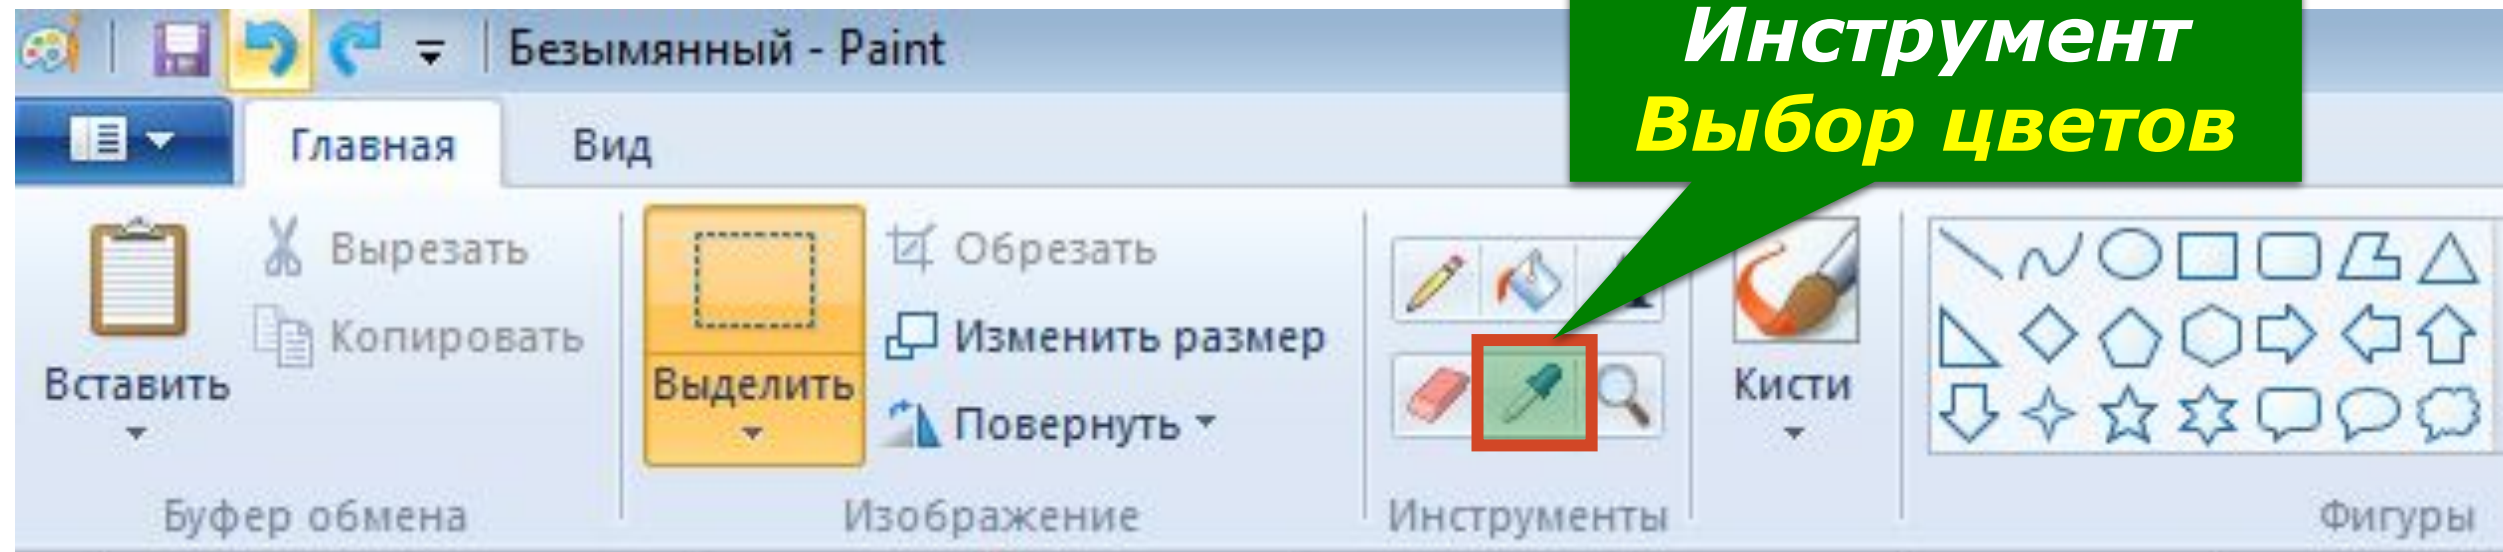 Безымянный - Paint
Инструмент
Выбор цветов
Главная
Вид
Вставить
Вырезать
Копировать
Буфер обмена
Выделить
Обрезать
Изменить размер
Повернуть
Изображение
Инструменты
Кисти
Фигуры